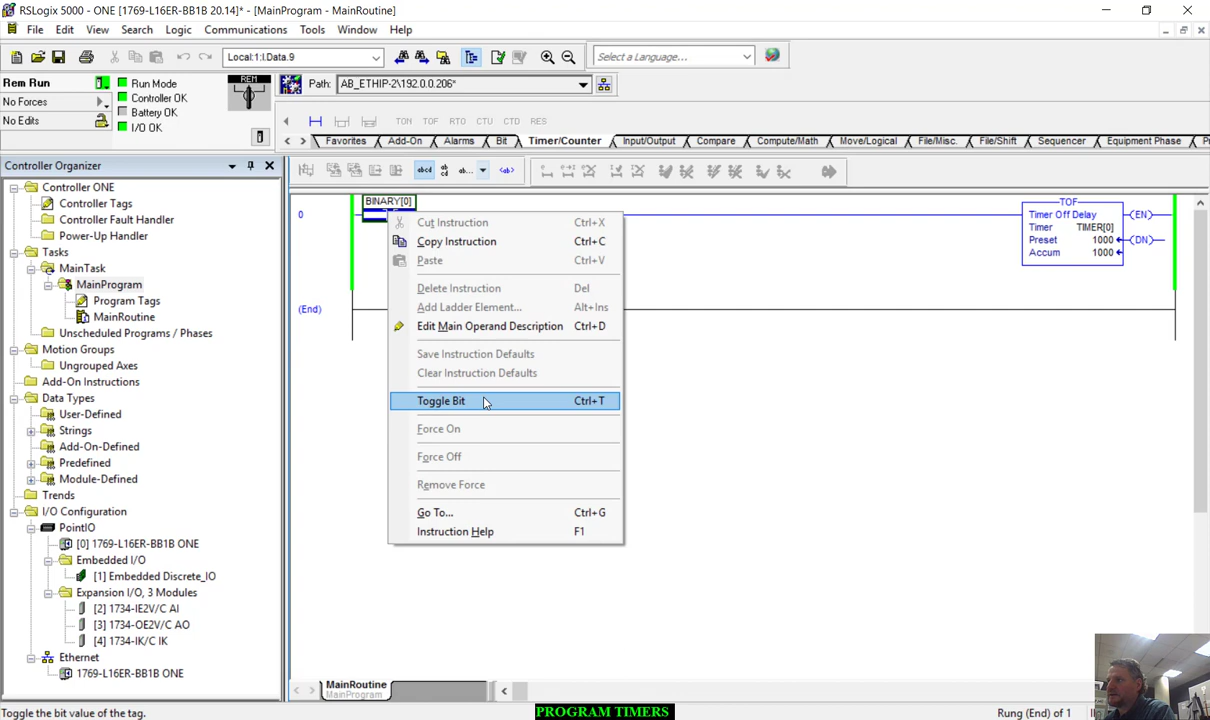 RSLogix 5000 - ONE [1769-L16ER-BB1B 20.14]* - [MainProgram - MainRoutine]
File Edit View Search Logic Communications Tools Window Help
Local:1:I.Data.9
Select a Language...
Rem Run
Run Mode
REM
Path: AB_ETHIP-2\192.0.0.206*
No Forces
Controller OK
Battery OK
No Edits
I/O OK
TON TOF RTO CTU CTD RES
Favorites Add-On Alarms Bit Timer/Counter Input/Output Compare Compute/Math Move/Logical File/Misc. File/Shift Sequencer Equipment Phase
Controller Organizer
abcd ab cd ab... <ab>
Controller ONE
Controller Tags
Controller Fault Handler
Power-Up Handler
Tasks
MainTask
MainProgram
Program Tags
MainRoutine
Unscheduled Programs / Phases
Motion Groups
Ungrouped Axes
Add-On Instructions
Data Types
User-Defined
Strings
Add-On-Defined
Predefined
Module-Defined
Trends
I/O Configuration
PointIO
[0] 1769-L16ER-BB1B ONE
Embedded I/O
[1] Embedded Discrete_IO
Expansion I/O, 3 Modules
[2] 1734-IE2V/C AI
[3] 1734-OE2V/C AO
[4] 1734-IK/C IK
Ethernet
1769-L16ER-BB1B ONE
BINARY[0]
0
TOF
Timer Off Delay
Timer TIMER[0]
Preset 1000
Accum 1000
EN
DN
(End)
Cut Instruction Ctrl+X
Copy Instruction Ctrl+C
Paste Ctrl+V
Delete Instruction Del
Add Ladder Element... Alt+Ins
Edit Main Operand Description Ctrl+D
Save Instruction Defaults
Clear Instruction Defaults
Toggle Bit Ctrl+T
Force On
Force Off
Remove Force
Go To... Ctrl+G
Instruction Help F1
MainRoutine
MainProgram
Toggle the bit value of the tag.
PROGRAM TIMERS
Rung (End) of 1